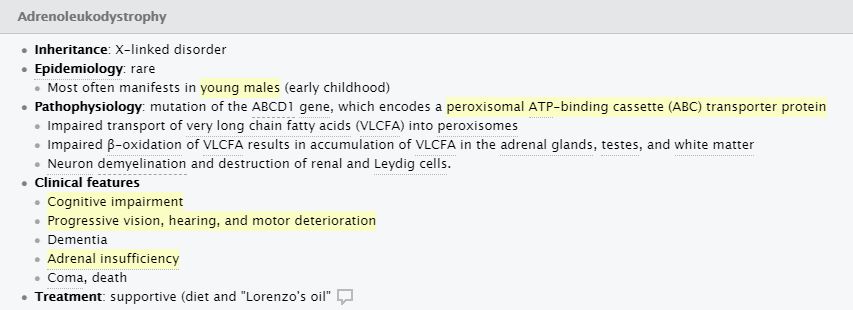 Adrenoleukodystrophy
Inheritance: X-linked disorder
Epidemiology: rare
Most often manifests in young males (early childhood)
Pathophysiology: mutation of the ABCD1 gene, which encodes a peroxisomal ATP-binding cassette (ABC) transporter protein
Impaired transport of very long chain fatty acids (VLCFA) into peroxisomes
Impaired β-oxidation of VLCFA results in accumulation of VLCFA in the adrenal glands, testes, and white matter
Neuron demyelination and destruction of renal and Leydig cells.
Clinical features
Cognitive impairment
Progressive vision, hearing, and motor deterioration
Dementia
Adrenal insufficiency
Coma, death
Treatment: supportive (diet and "Lorenzo's oil"